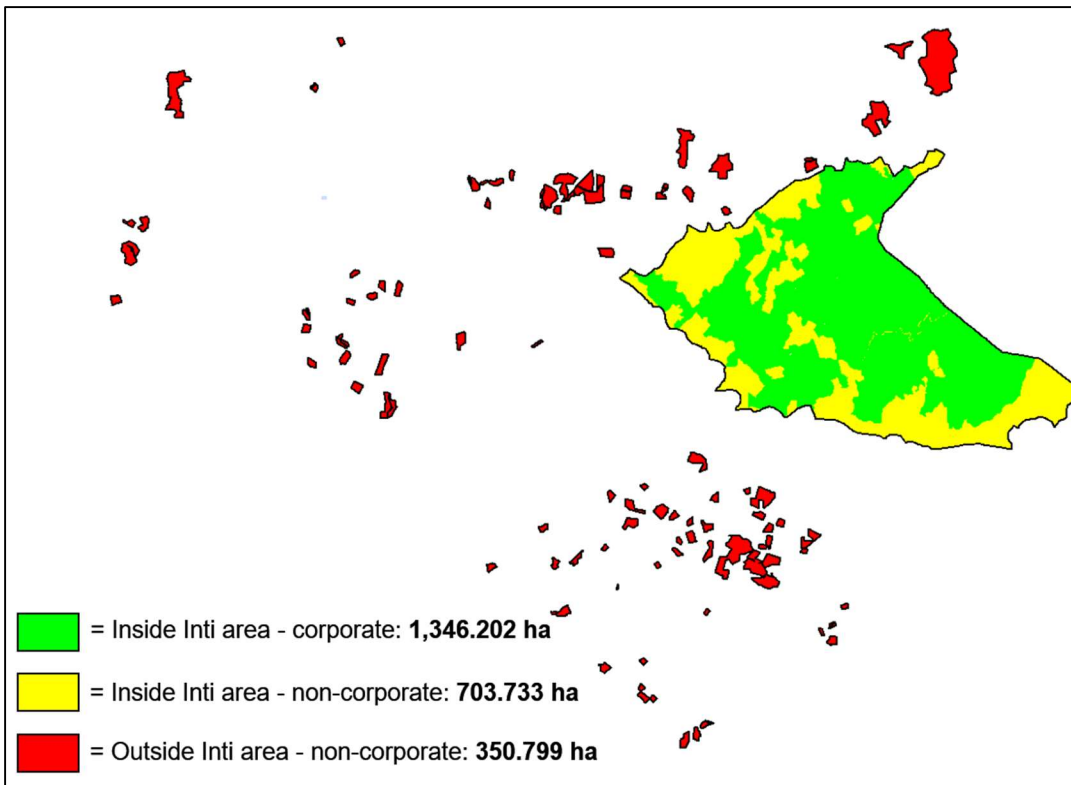 = Inside Inti area - corporate: 1,346.202 ha
= Inside Inti area - non-corporate: 703.733 ha
= Outside Inti area - non-corporate: 350.799 ha